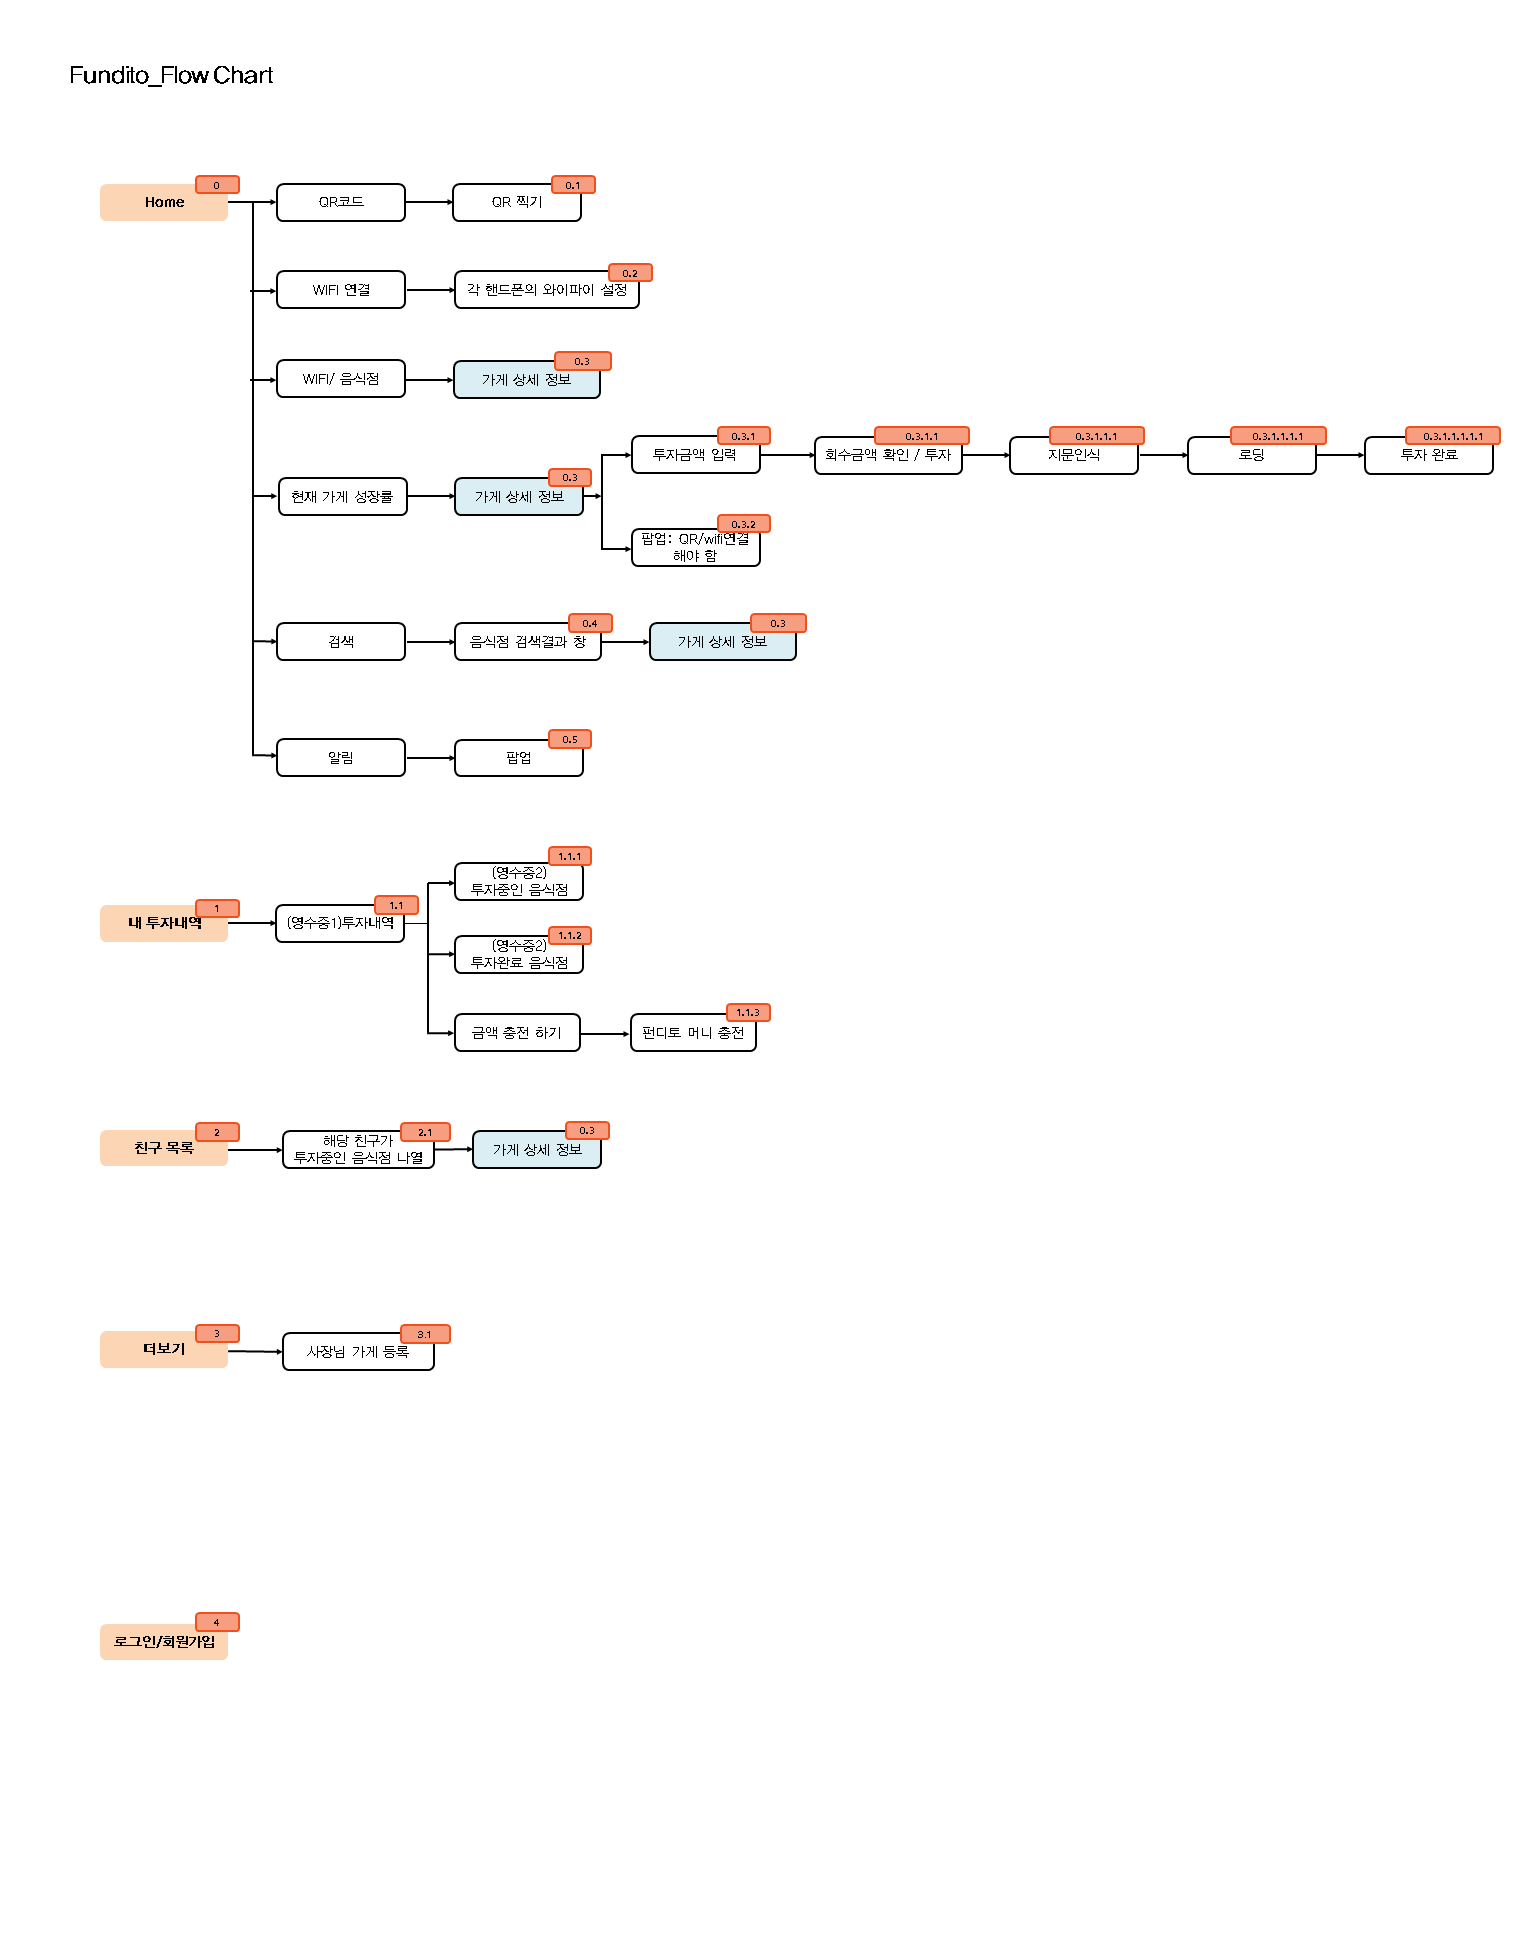 Fundito_Flow Chart
0
Home
QR코드
0.1
QR 찍기
WIFI 연결
0.2
각 핸드폰의 와이파이 설정
WIFI/ 음식점
0.3
가게 상세 정보
현재 가게 성장률
0.3
가게 상세 정보
0.3.1
투자금액 입력
0.3.1.1
회수금액 확인 / 투자
0.3.1.1.1
지문인식
0.3.1.1.1.1
로딩
0.3.1.1.1.1.1
투자 완료
0.3.2
팝업: QR/wifi연결
해야 함
검색
0.4
음식점 검색결과 창
0.3
가게 상세 정보
알림
0.5
팝업
1
내 투자내역
1.1
(영수증1)투자내역
1.1.1
(영수증2)
투자중인 음식점
1.1.2
(영수증2)
투자완료 음식점
금액 충전 하기
1.1.3
펀디토 머니 충전
2
친구 목록
2.1
해당 친구가
투자중인 음식점 나열
0.3
가게 상세 정보
3
더보기
3.1
사장님 가게 등록
4
로그인/회원가입